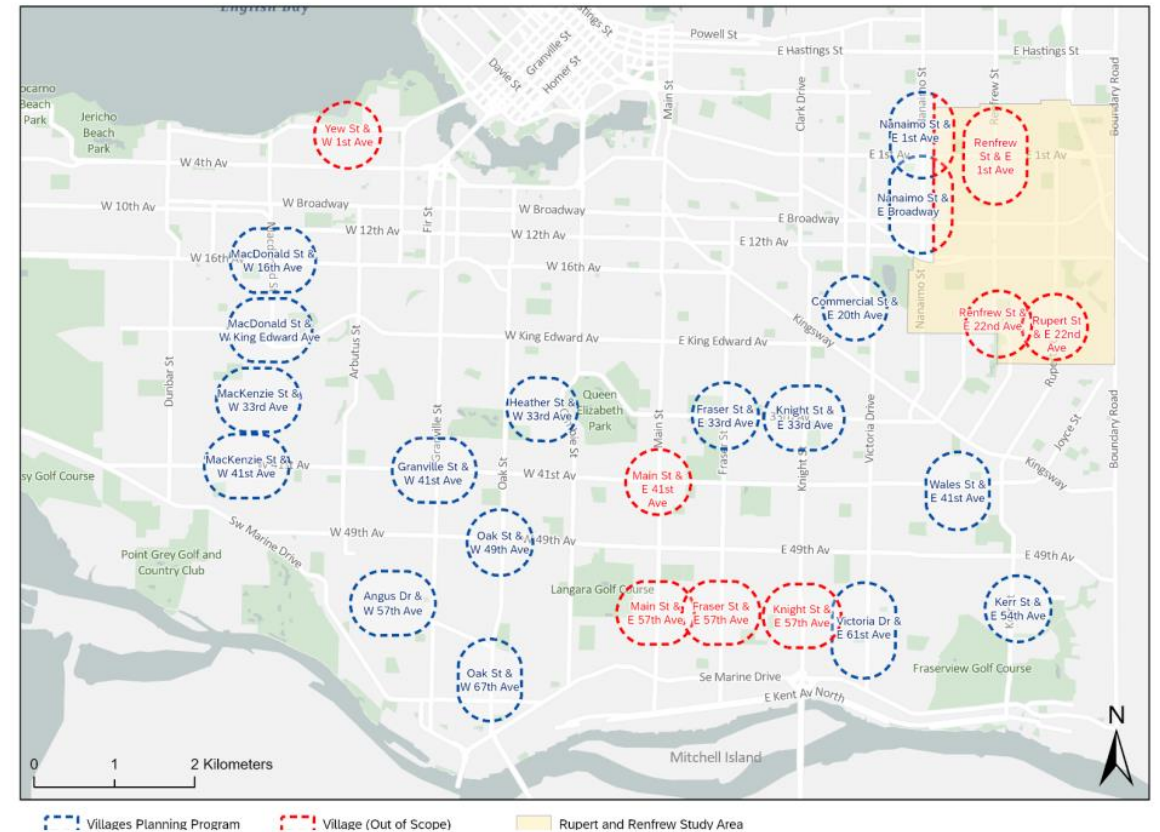 English Bay
Hastings St
Powell St
E Hastings St
E Hastings St
Granville St
Davie St
Homer St
Main St
Clark Drive
Nanaimo St
Renfrew St
Boundary Road
Beach
Park
Jericho
Beach
Park
Yew St &
W 1st Ave
Nanaimo St &
E 1st Ave
Renfrew
St & E
1st Ave
E 1st Av
1st Ave
W 4th Av
W 10th Av
W Broadway
W Broadway
E Broadway
Nanaimo St &
E Broadway
Fir St
W 12th Av
W 12th Av
E 12th Av
W 16th Av
W 16th Av
MacDonald St &
W 16th Ave
MacDonald St &
W King Edward Ave
Commercial St &
E 20th Ave
Nanaimo St
Renfrew St &
E 22nd Ave
Rupert St
& E 22nd
Ave
Kingsway
W King Edward Av
E King Edward Av
Arbutus St
Dunbar St
MacKenzie St &
W 33rd Ave
Heather St &
W 33rd Ave
Queen
Elizabeth
Park
Main St
Fraser St &
E 33rd Ave
Knight St &
E 33rd Ave
Victoria Drive
Joyce St
Boundary Road
Granville St
MacKenzie St &
W 41st Ave
Granville St &
W 41st Ave
Oak St
W 41st Av
Main St &
E 41st
Ave
Fraser St
Knight St
Wales St &
E 41st Ave
Kingsway
Golf Course
Sw Marine Drive
W 49th Av
Oak St &
W 49th Ave
49th Av
E 49th Av
E 49th Av
Point Grey Golf and
Country Club
Angus Dr &
W 57th Ave
Langara Golf Course
Main St &
E 57th Ave
Fraser St &
E 57th Ave
Knight St &
E 57th Ave
Victoria Dr &
E 61st Ave
Kerr St &
E 54th Ave
Oak St &
W 67th Ave
Se Marine Drive
Fraserview Golf Course
E Kent Av North
Mitchell Island
N
0 1 2 Kilometers
Villages Planning Program Village (Out of Scope) Rupert and Renfrew Study Area